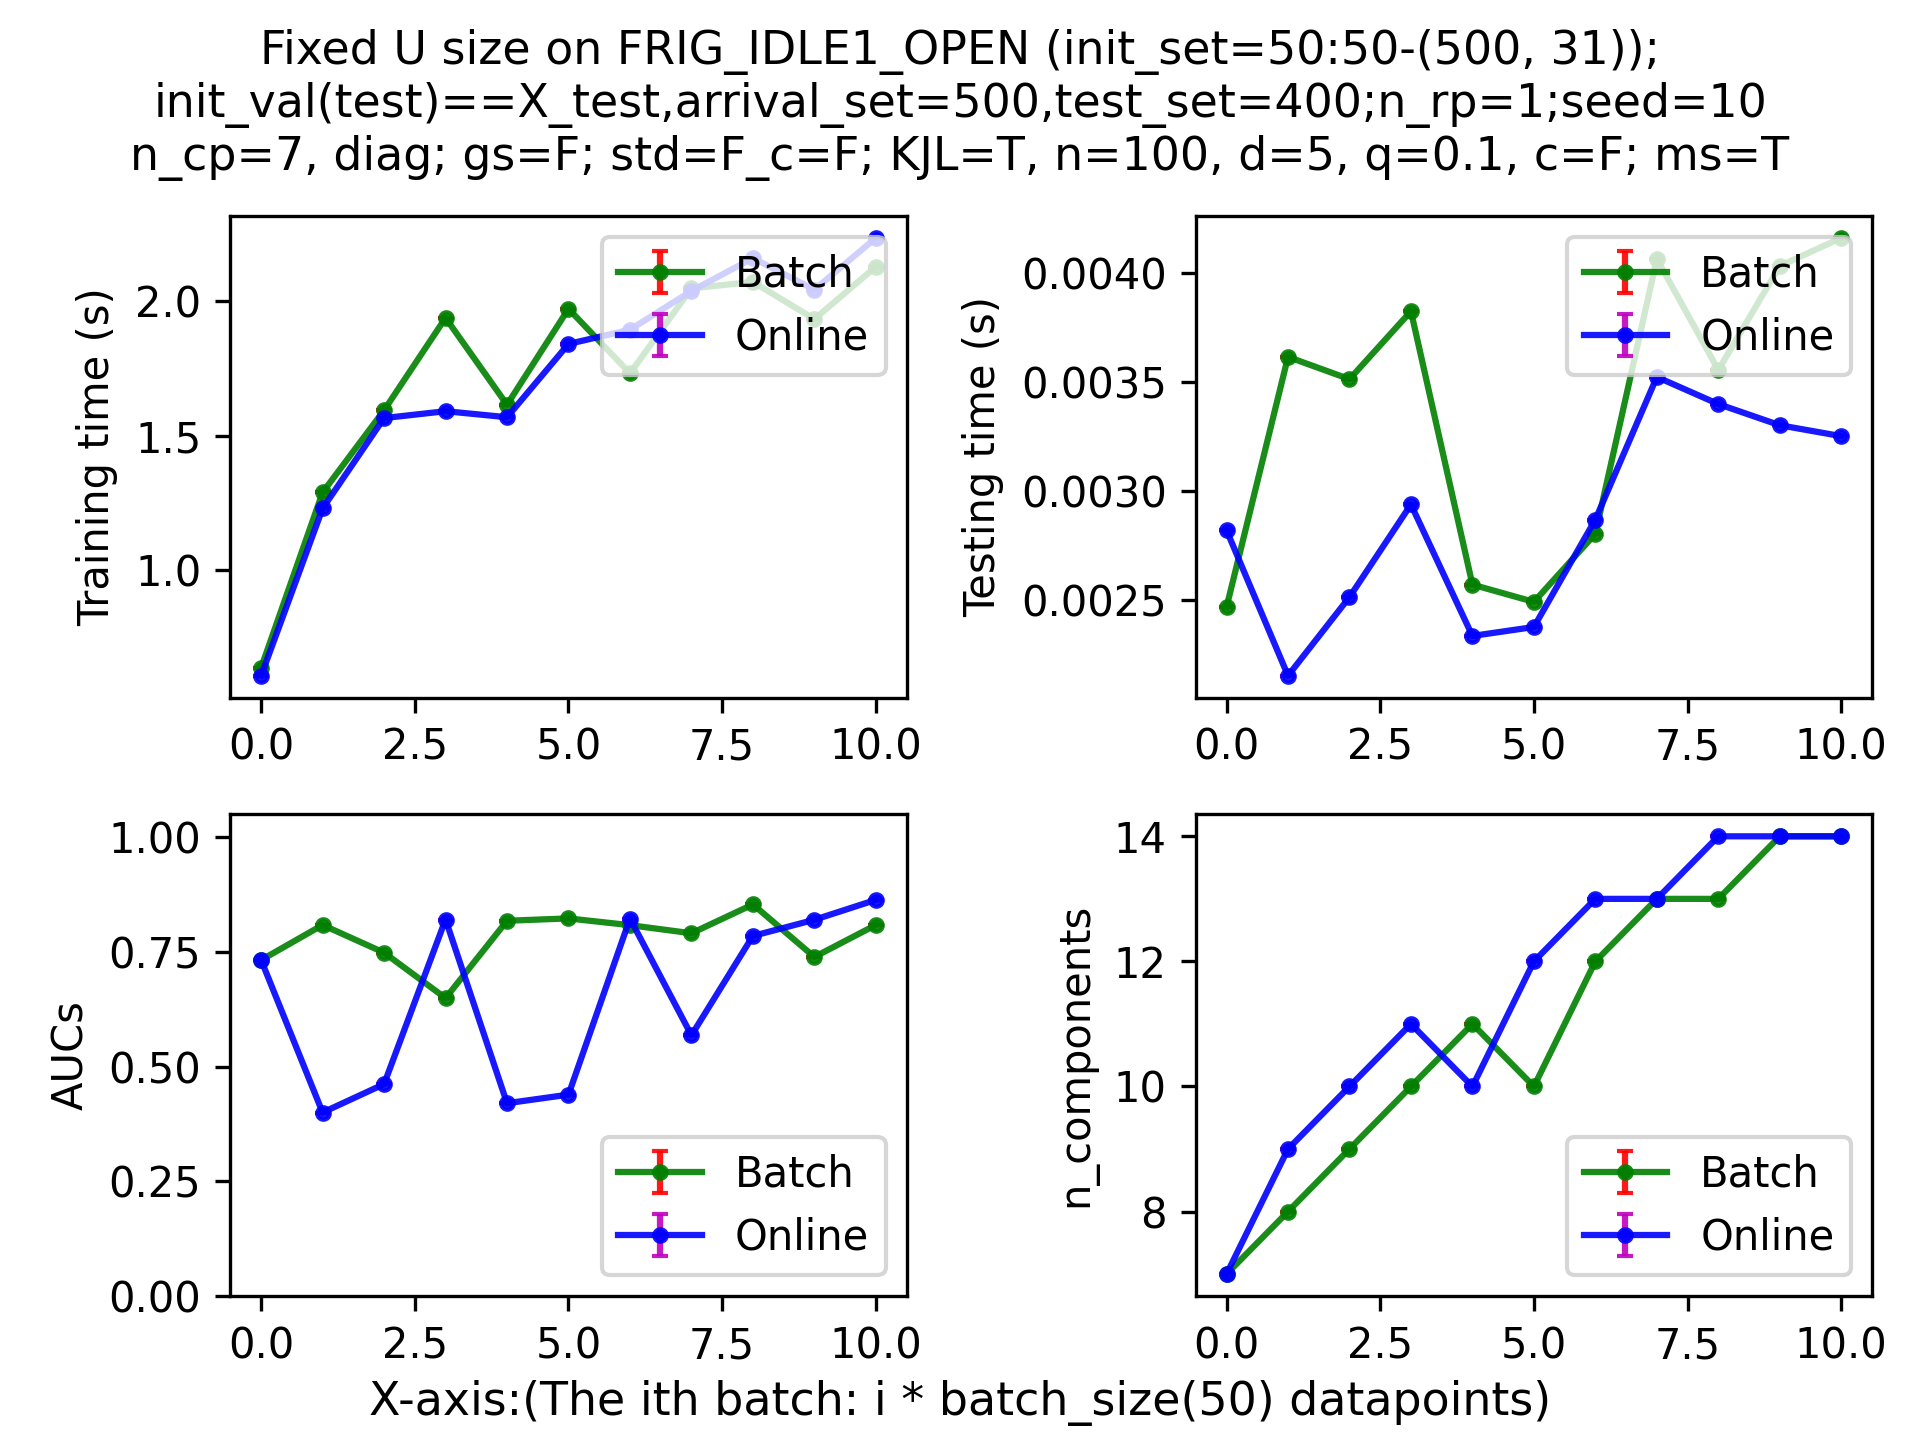 Fixed U size on FRIG_IDLE1_OPEN (init_set=50:50-(500, 31));
init_val(test)==X_test,arrival_set=500,test_set=400;n_rp=1;seed=10
n_cp=7, diag; gs=F; std=F_c=F; KJL=T, n=100, d=5, q=0.1, c=F; ms=T
Training time (s)
2.0
1.5
1.0
0.0 2.5 5.0 7.5 10.0
Batch
Online
Testing time (s)
0.0040
0.0035
0.0030
0.0025
0.0 2.5 5.0 7.5 10.0
Batch
Online
AUCs
1.00
0.75
0.50
0.25
0.00
0.0 2.5 5.0 7.5 10.0
Batch
Online
n_components
14
12
10
8
0.0 2.5 5.0 7.5 10.0
Batch
Online
X-axis:(The ith batch: i * batch_size(50) datapoints)